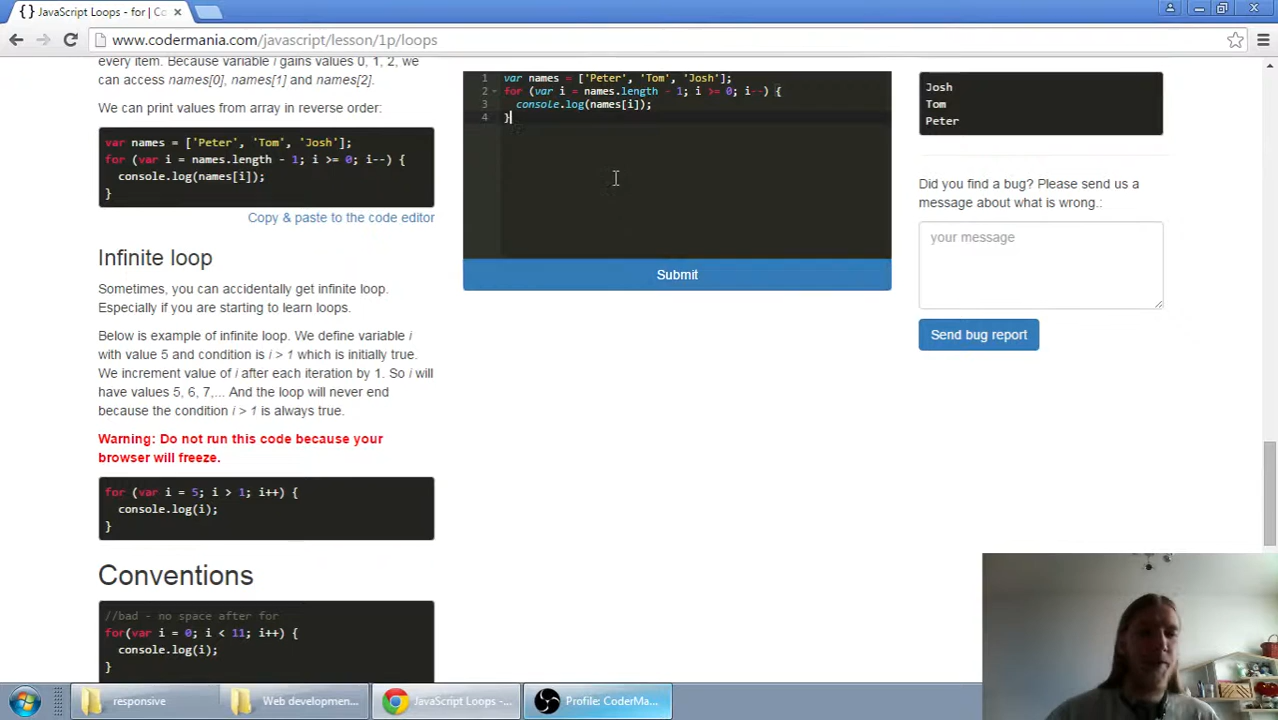 { } JavaScript Loops - for | Co
www.codermania.com/javascript/lesson/1p/loops
every item. Because variable i gains values 0, 1, 2, we
can access names[0], names[1] and names[2].
We can print values from array in reverse order:
var names = ['Peter', 'Tom', 'Josh'];
for (var i = names.length - 1; i >= 0; i--) {
console.log(names[i]);
}
Copy & paste to the code editor
Infinite loop
Sometimes, you can accidentally get infinite loop.
Especially if you are starting to learn loops.
Below is example of infinite loop. We define variable i
with value 5 and condition is i > 1 which is initially true.
We increment value of i after each iteration by 1. So i will
have values 5, 6, 7,... And the loop will never end
because the condition i > 1 is always true.
Warning: Do not run this code because your
browser will freeze.
for (var i = 5; i > 1; i++) {
console.log(i);
}
Conventions
//bad - no space after for
for(var i = 0; i < 11; i++) {
console.log(i);
}
1 var names = ['Peter', 'Tom', 'Josh'];
2 for (var i = names.length - 1; i >= 0; i--) {
3 console.log(names[i]);
4 }
Submit
Josh
Tom
Peter
Did you find a bug? Please send us a
message about what is wrong.:
your message
Send bug report
responsive
Web developmen...
JavaScript Loops -...
Profile: CoderMa...